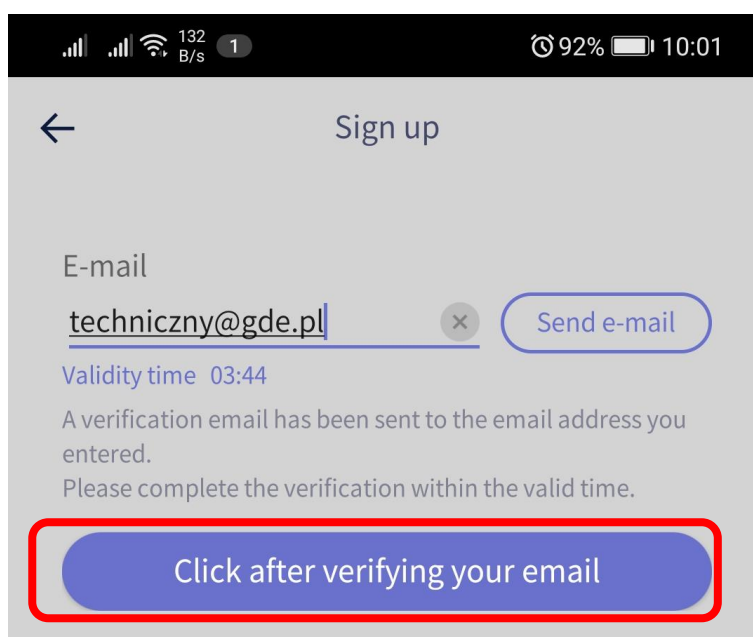 132
B/s
1
92%
10:01
Sign up
E-mail
techniczny@gde.pl
Send e-mail
Validity time 03:44
A verification email has been sent to the email address you
entered.
Please complete the verification within the valid time.
Click after verifying your email